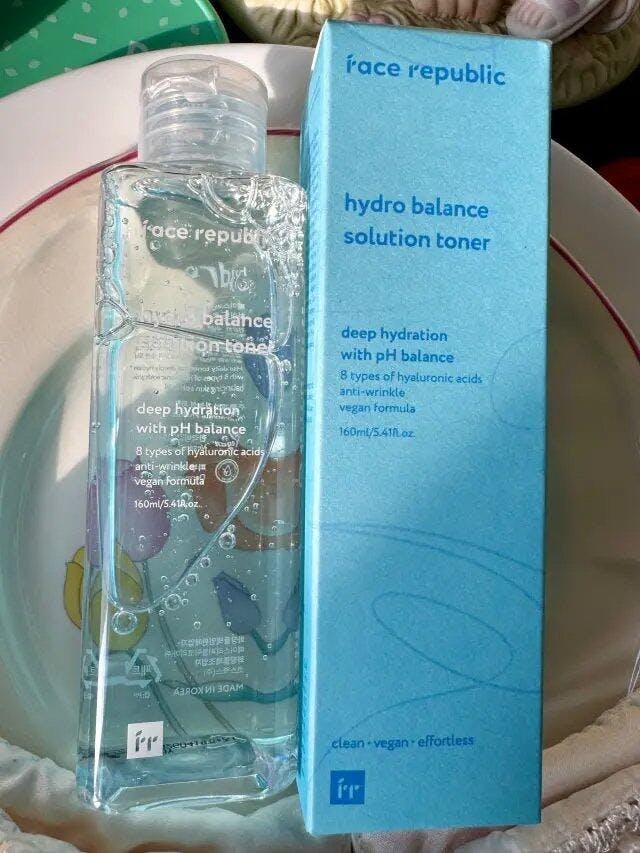 face republic
hydro balance
solution toner
deep hydration
with pH balance
8 types of hyaluronic acids
anti-wrinkle
vegan formula
160ml/5.41fl.oz.
MADE IN KOREA
fr
face republic
hydro balance
solution toner
deep hydration
with pH balance
8 types of hyaluronic acids
anti-wrinkle
vegan formula
160ml/5.41fl.oz.
clean · vegan · effortless
fr